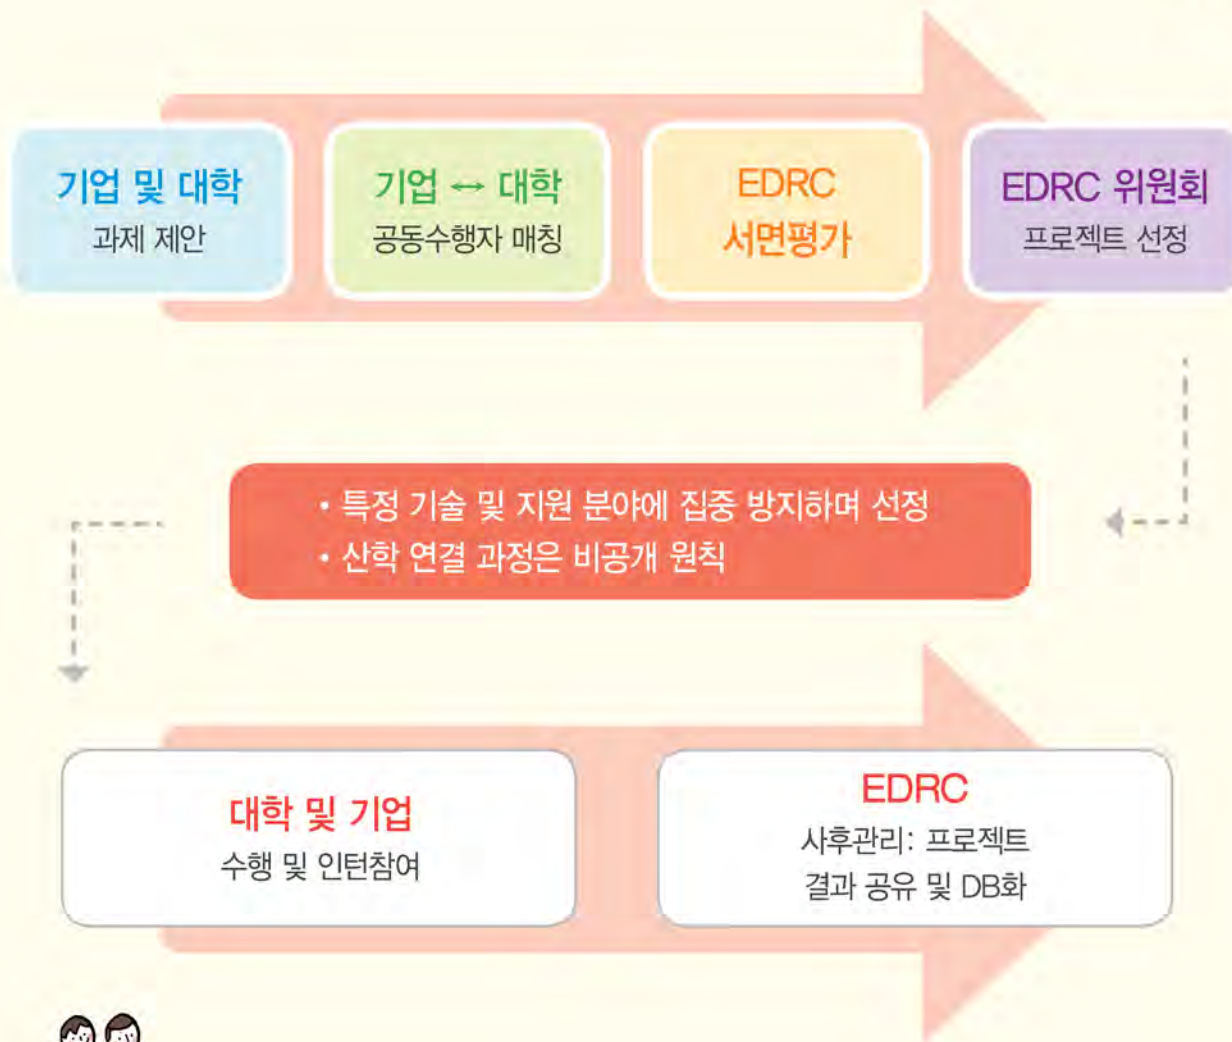 기업 및 대학
과제 제안
기업 ↔ 대학
공동수행자 매칭
EDRC
서면평가
EDRC 위원회
프로젝트 선정
• 특정 기술 및 지원 분야에 집중 방지하며 선정
• 산학 연결 과정은 비공개 원칙
대학 및 기업
수행 및 인턴참여
EDRC
사후관리: 프로젝트
결과 공유 및 DB화